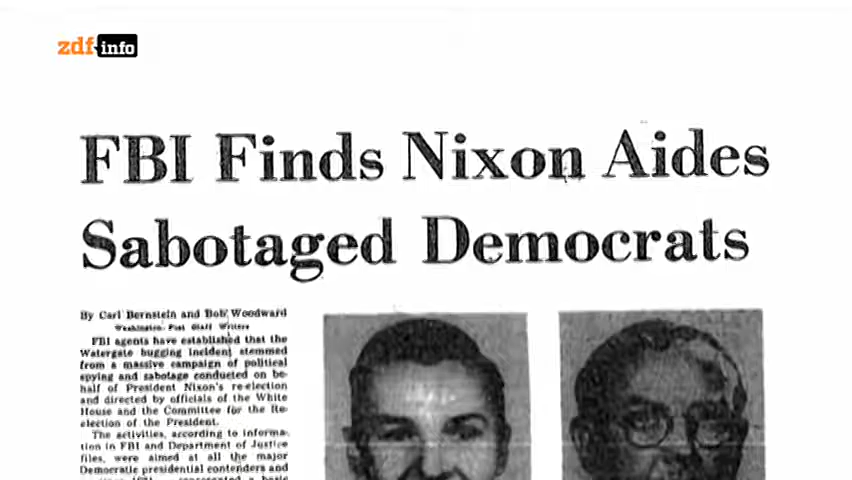 zdf info
FBI Finds Nixon Aides
Sabotaged Democrats
By Carl Bernstein and Bob Woodward
Washington Post Staff Writers
FBI agents have established that the
Watergate bugging incident stemmed
from a massive campaign of political
spying and sabotage conducted on be-
half of President Nixon's re-election
and directed by officials of the White
House and the Committee for the Re-
election of the President.
The activities, according to informa-
tion in FBI and Department of Justice
files, were aimed at all the major
Democratic presidential contenders and